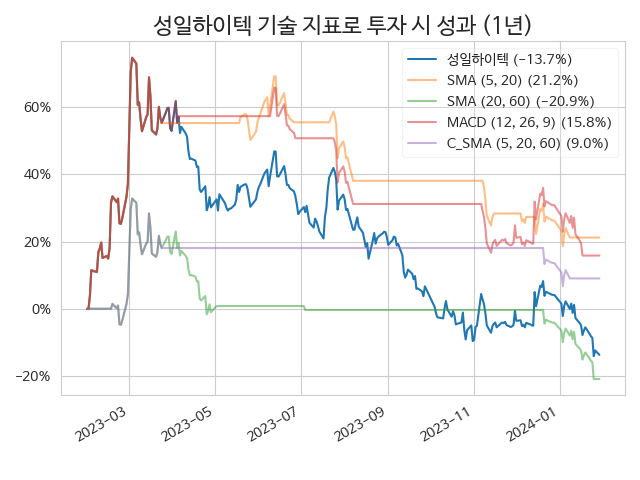 성일하이텍 기술 지표로 투자 시 성과 (1년)
성일하이텍 (−13.7%)
SMA (5, 20) (21.2%)
SMA (20, 60) (−20.9%)
MACD (12, 26, 9) (15.8%)
C_SMA (5, 20, 60) (9.0%)
60%
40%
20%
0%
−20%
2023−03
2023−05
2023−07
2023−09
2023−11
2024−01